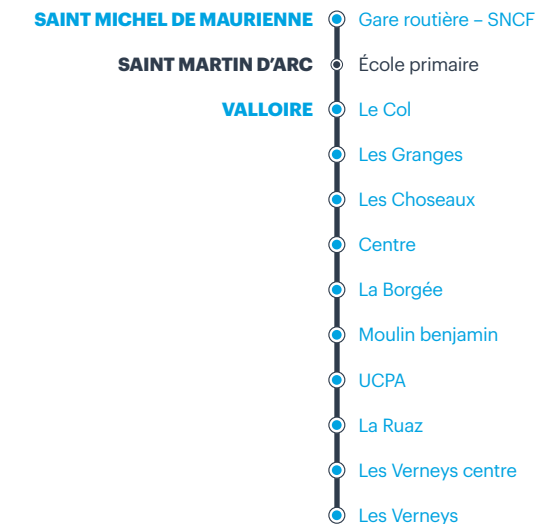 SAINT MICHEL DE MAURIENNE Gare routière – SNCF
SAINT MARTIN D'ARC École primaire
VALLOIRE Le Col
Les Granges
Les Choseaux
Centre
La Borgée
Moulin benjamin
UCPA
La Ruaz
Les Verneys centre
Les Verneys